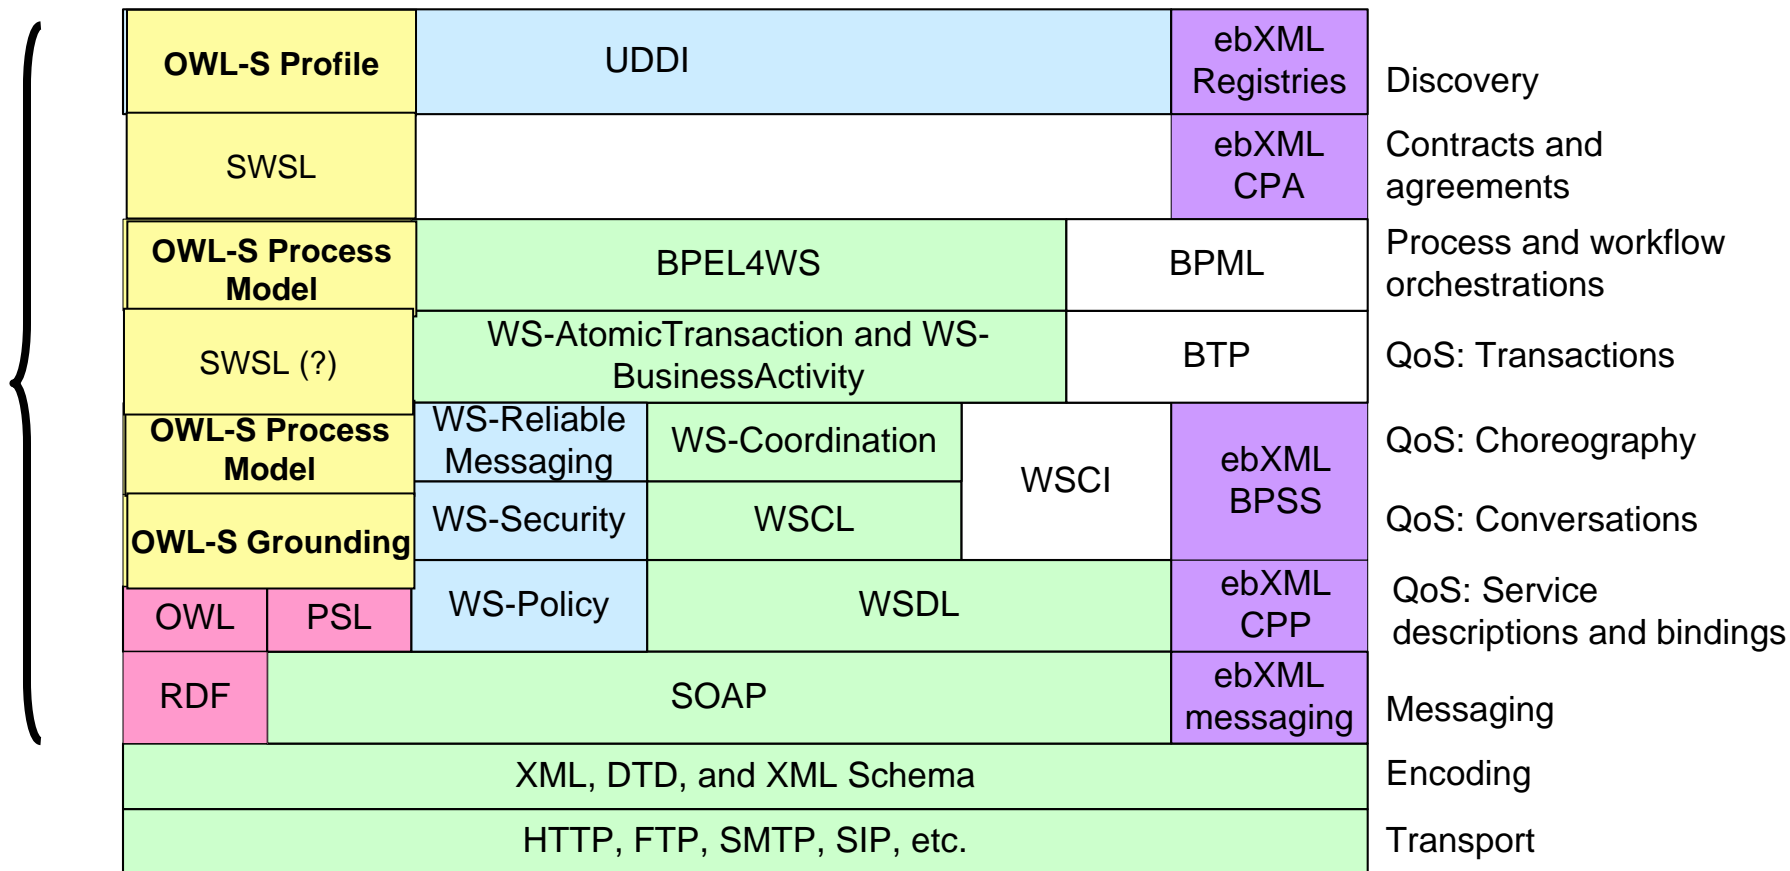 OWL-S Profile
UDDI
ebXML
Registries
Discovery
SWSL
ebXML
CPA
Contracts and
agreements
OWL-S Process
Model
BPEL4WS
BPML
Process and workflow
orchestrations
SWSL (?)
WS-AtomicTransaction and WS-
BusinessActivity
BTP
QoS: Transactions
OWL-S Process
Model
WS-Reliable
Messaging
WS-Coordination
WSCI
ebXML
BPSS
QoS: Choreography
OWL-S Grounding
WS-Security
WSCL
QoS: Conversations
OWL
PSL
WS-Policy
WSDL
ebXML
CPP
QoS: Service
descriptions and bindings
RDF
SOAP
ebXML
messaging
Messaging
XML, DTD, and XML Schema
Encoding
HTTP, FTP, SMTP, SIP, etc.
Transport